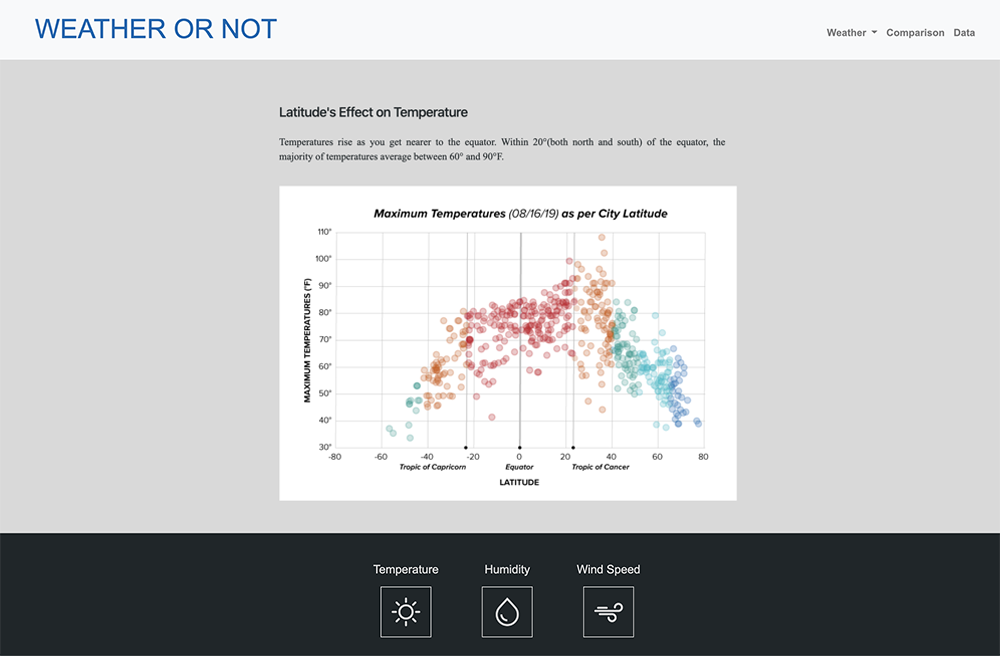 WEATHER OR NOT
Weather Comparison Data
Latitude's Effect on Temperature
Temperatures rise as you get nearer to the equator. Within 20°(both north and south) of the equator, the
majority of temperatures average between 60° and 90°F.
Maximum Temperatures (08/16/19) as per City Latitude
MAXIMUM TEMPERATURES (°F)
110°
100°
90°
80°
70°
60°
50°
40°
30°
-80 -60 -40 -20 0 20 40 60 80
Tropic of Capricorn Equator Tropic of Cancer
LATITUDE
Temperature Humidity Wind Speed